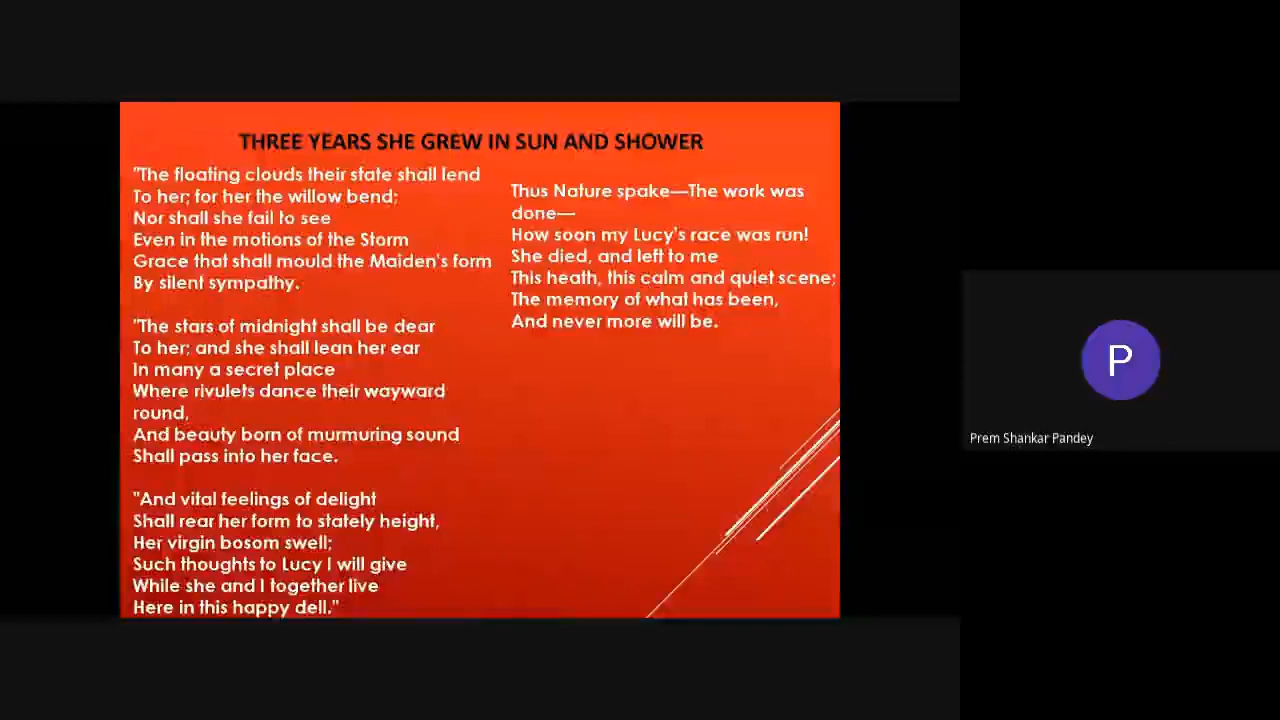 THREE YEARS SHE GREW IN SUN AND SHOWER
"The floating clouds their state shall lend
To her; for her the willow bend;
Nor shall she fail to see
Even in the motions of the Storm
Grace that shall mould the Maiden's form
By silent sympathy.
"The stars of midnight shall be dear
To her; and she shall lean her ear
In many a secret place
Where rivulets dance their wayward
round,
And beauty born of murmuring sound
Shall pass into her face.
"And vital feelings of delight
Shall rear her form to stately height,
Her virgin bosom swell;
Such thoughts to Lucy I will give
While she and I together live
Here in this happy dell."
Thus Nature spake—The work was
done—
How soon my Lucy's race was run!
She died, and left to me
This heath, this calm and quiet scene;
The memory of what has been,
And never more will be.
P
Prem Shankar Pandey